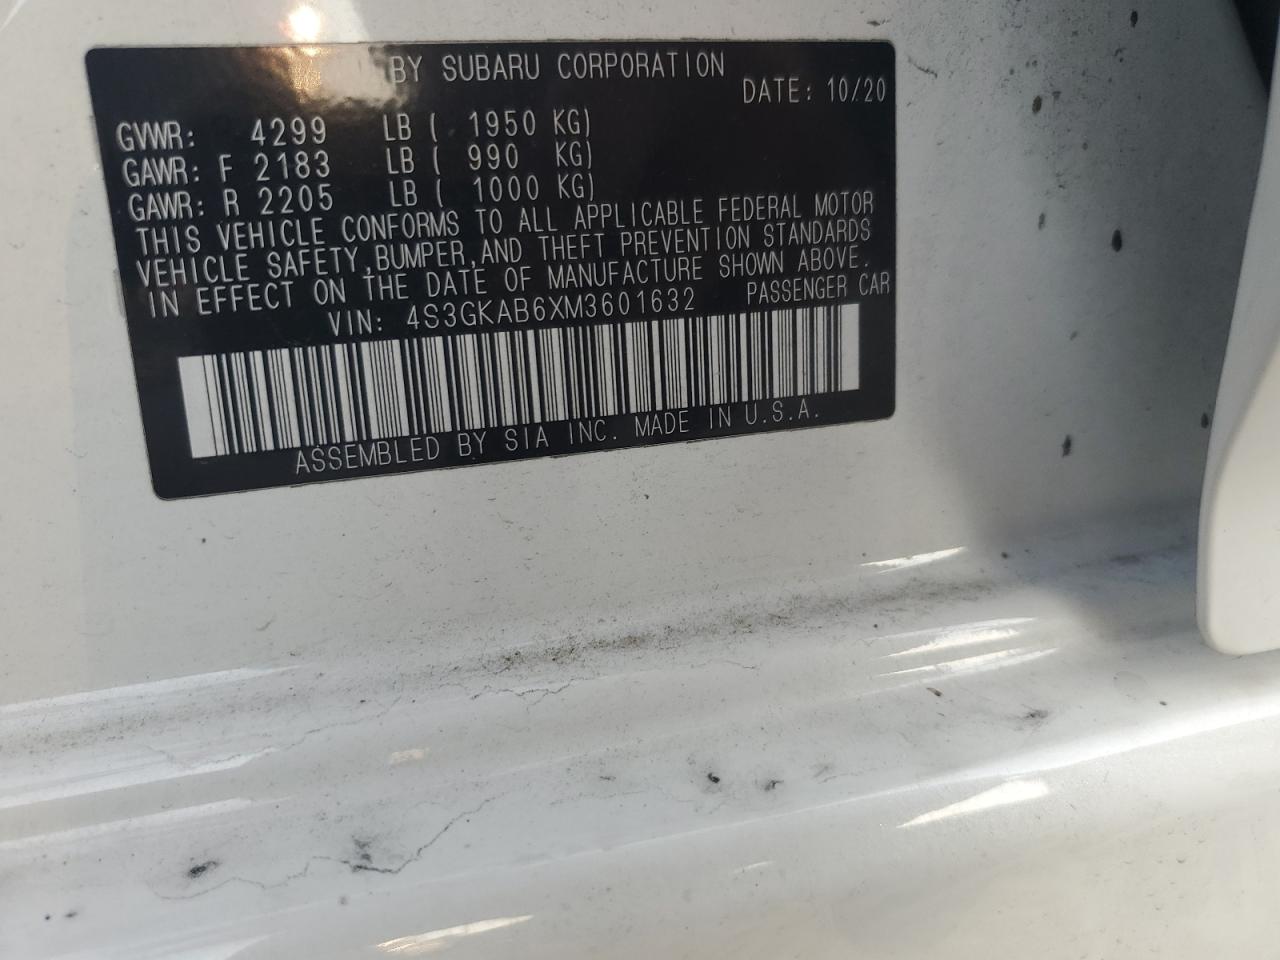 BY SUBARU CORPORATION
DATE: 10/20
GVWR: 4299 LB ( 1950 KG)
GAWR: F 2183 LB ( 990 KG)
GAWR: R 2205 LB ( 1000 KG)
THIS VEHICLE CONFORMS TO ALL APPLICABLE FEDERAL MOTOR
VEHICLE SAFETY,BUMPER,AND THEFT PREVENTION STANDARDS
IN EFFECT ON THE DATE OF MANUFACTURE SHOWN ABOVE.
VIN: 4S3GKAB6XM3601632 PASSENGER CAR
ASSEMBLED BY SIA INC. MADE IN U.S.A.